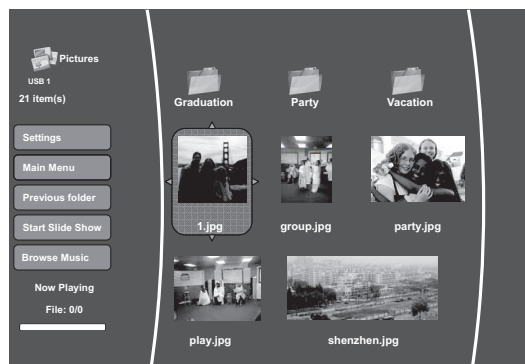 Pictures
USB 1
21 item(s)
Settings
Main Menu
Previous folder
Start Slide Show
Browse Music
Now Playing
File: 0/0
Graduation Party Vacation
1.jpg group.jpg party.jpg
play.jpg shenzhen.jpg